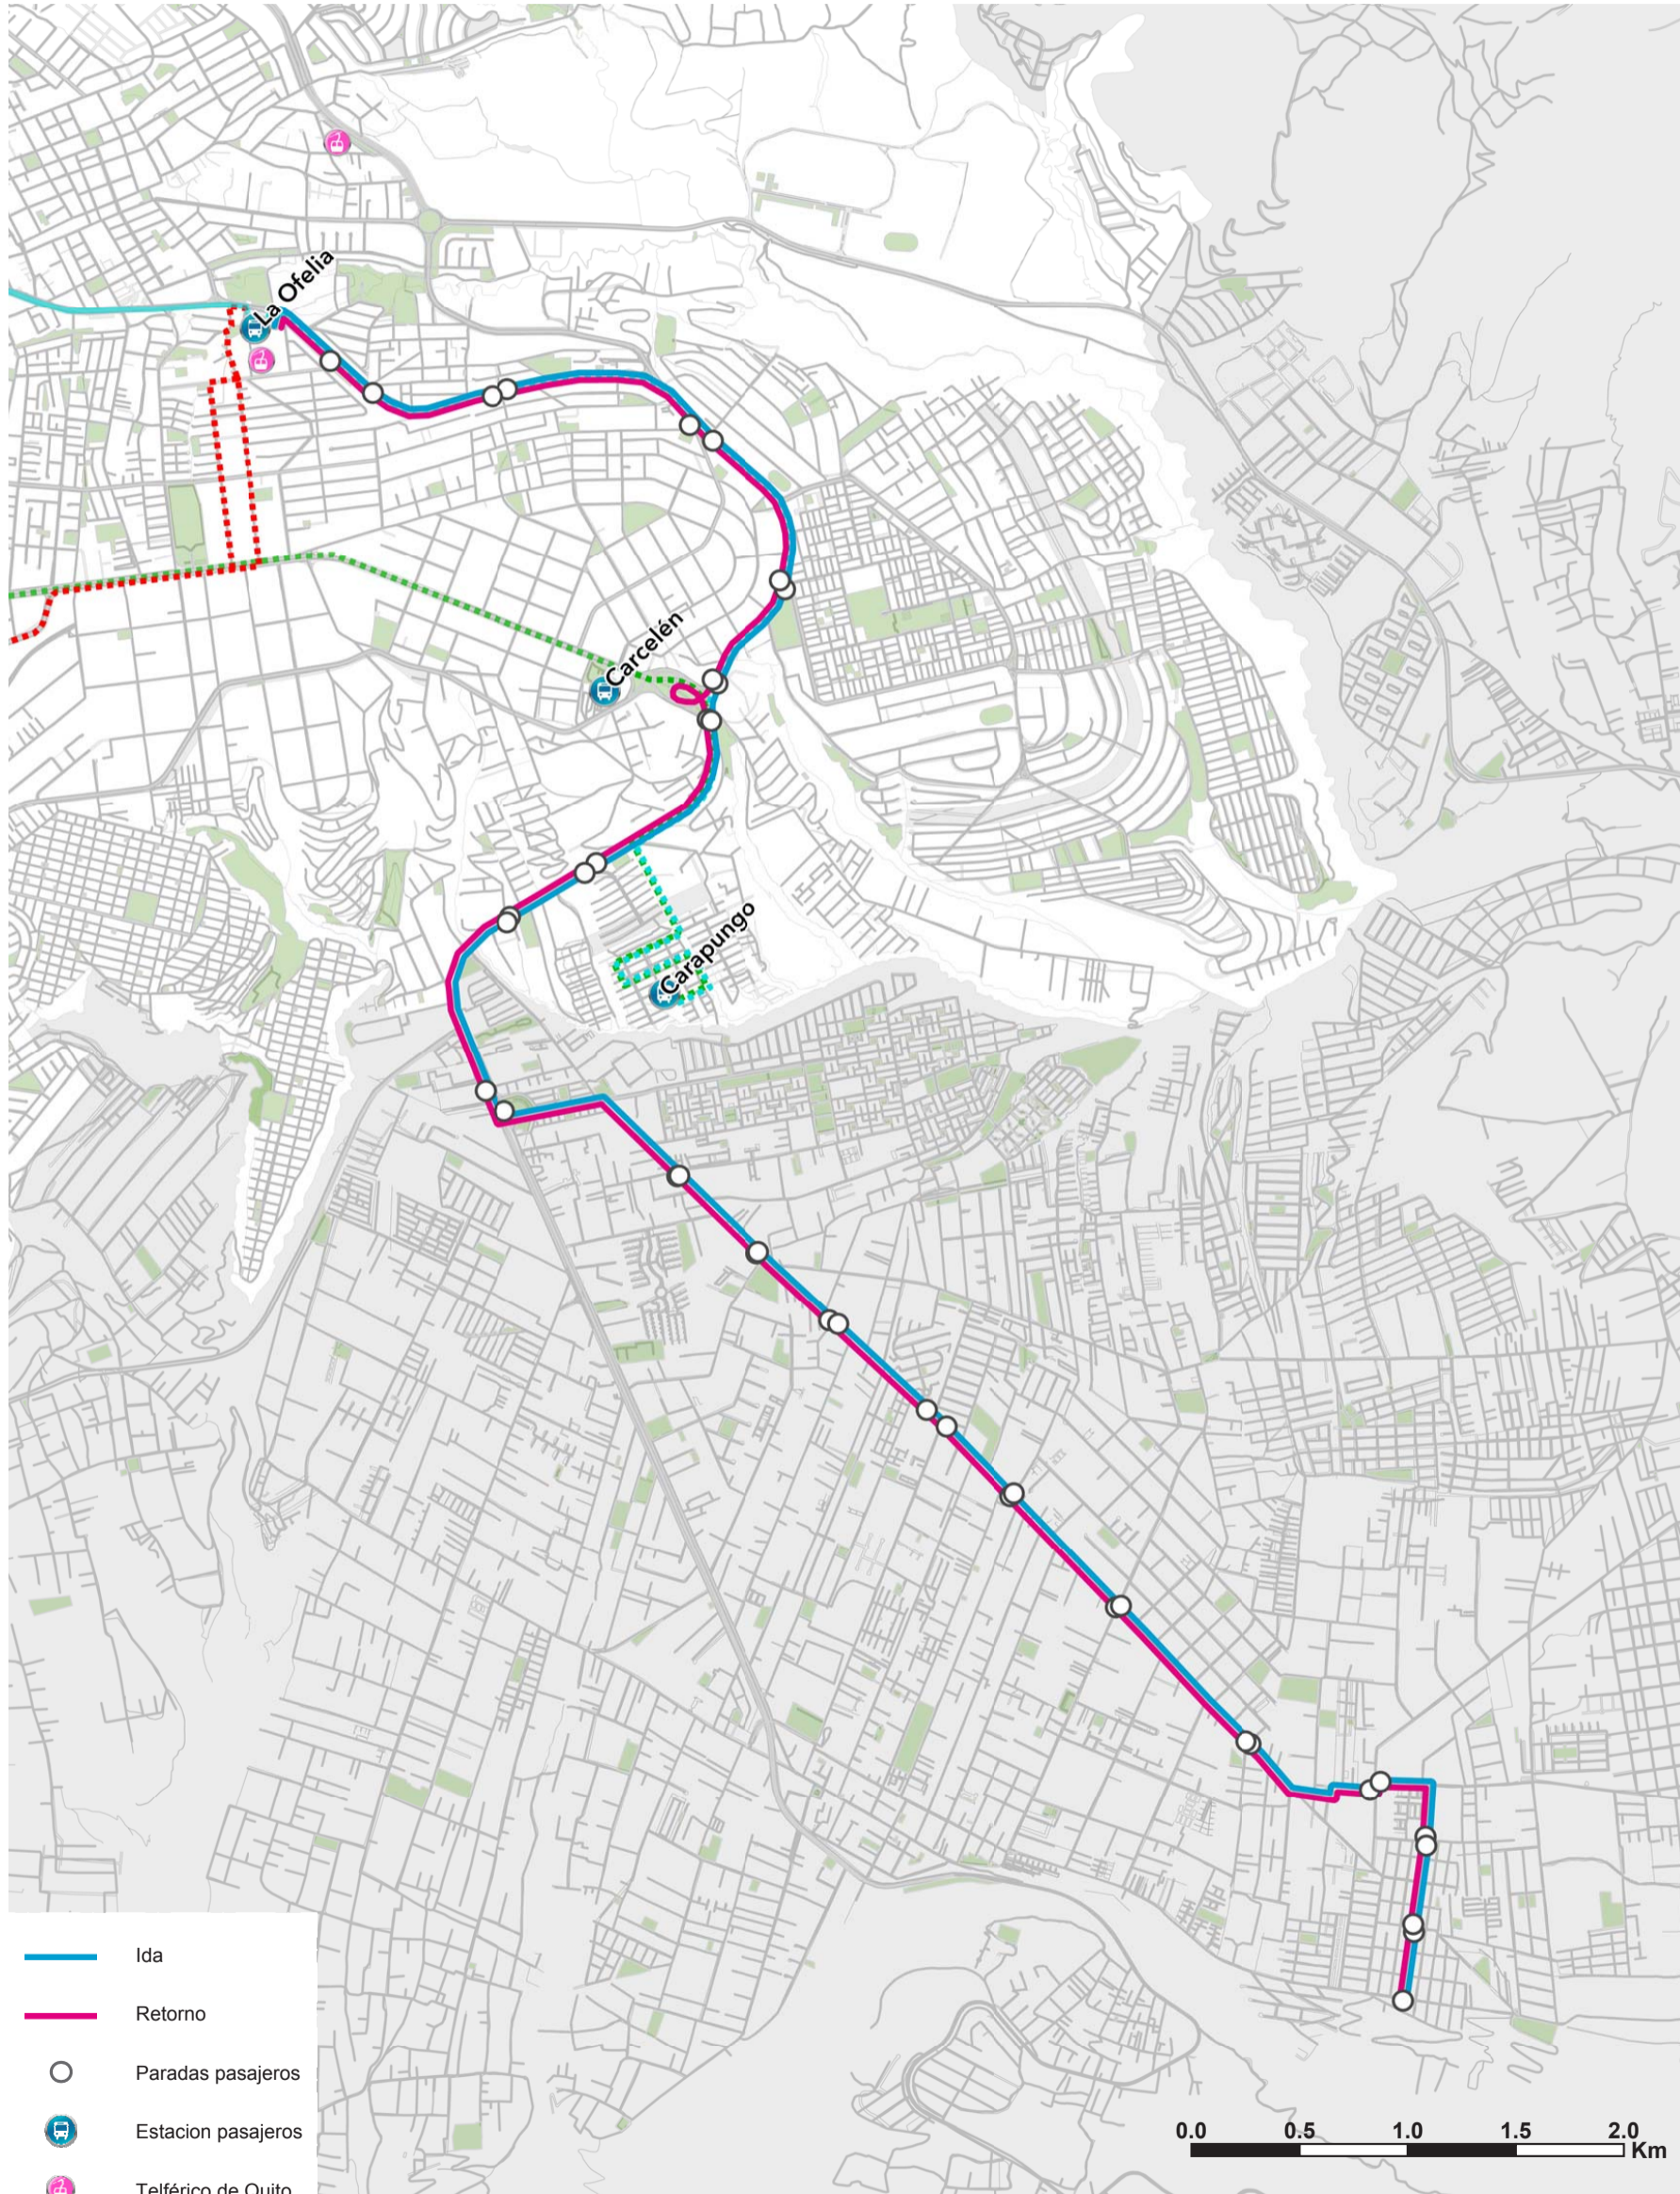 La Ofelia
Carcelén
Carapungo
Ida
Retorno
Paradas pasajeros
Estacion pasajeros
Telférico de Quito
0.0 0.5 1.0 1.5 2.0
Km